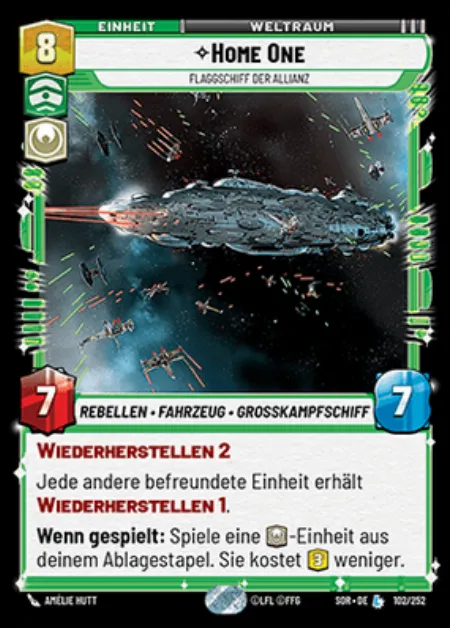 EINHEIT WELTRAUM
8
✧HOME ONE
FLAGGSCHIFF DER ALLIANZ
7
REBELLEN • FAHRZEUG • GROSSKAMPFSCHIFF
7
WIEDERHERSTELLEN 2
Jede andere befreundete Einheit erhält
WIEDERHERSTELLEN 1.
Wenn gespielt: Spiele eine -Einheit aus
deinem Ablagestapel. Sie kostet 3 weniger.
AMÉLIE HUTT ©LFL ©FFG SOR • DE L 102/252